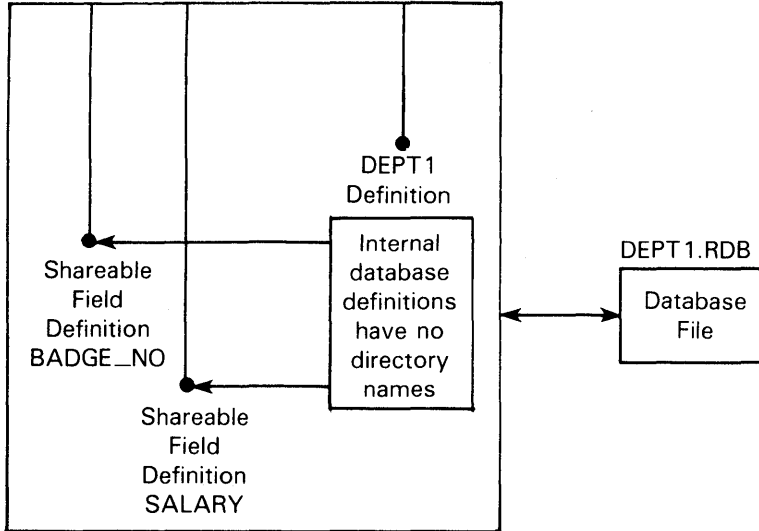 DEPT1
Definition
Internal
database
definitions
have no
directory
names
Shareable
Field
Definition
BADGE_NO
Shareable
Field
Definition
SALARY
DEPT1.RDB
Database
File